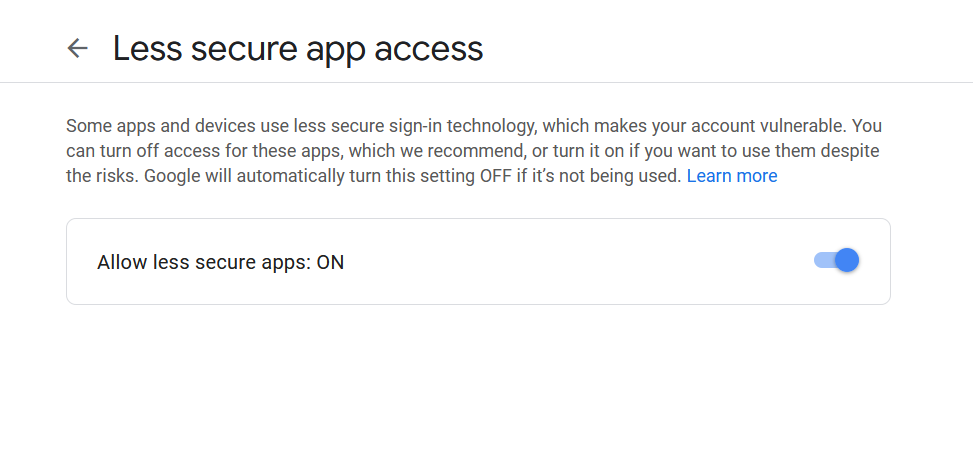 Less secure app access
Some apps and devices use less secure sign-in technology, which makes your account vulnerable. You
can turn off access for these apps, which we recommend, or turn it on if you want to use them despite
the risks. Google will automatically turn this setting OFF if it’s not being used. Learn more
Allow less secure apps: ON